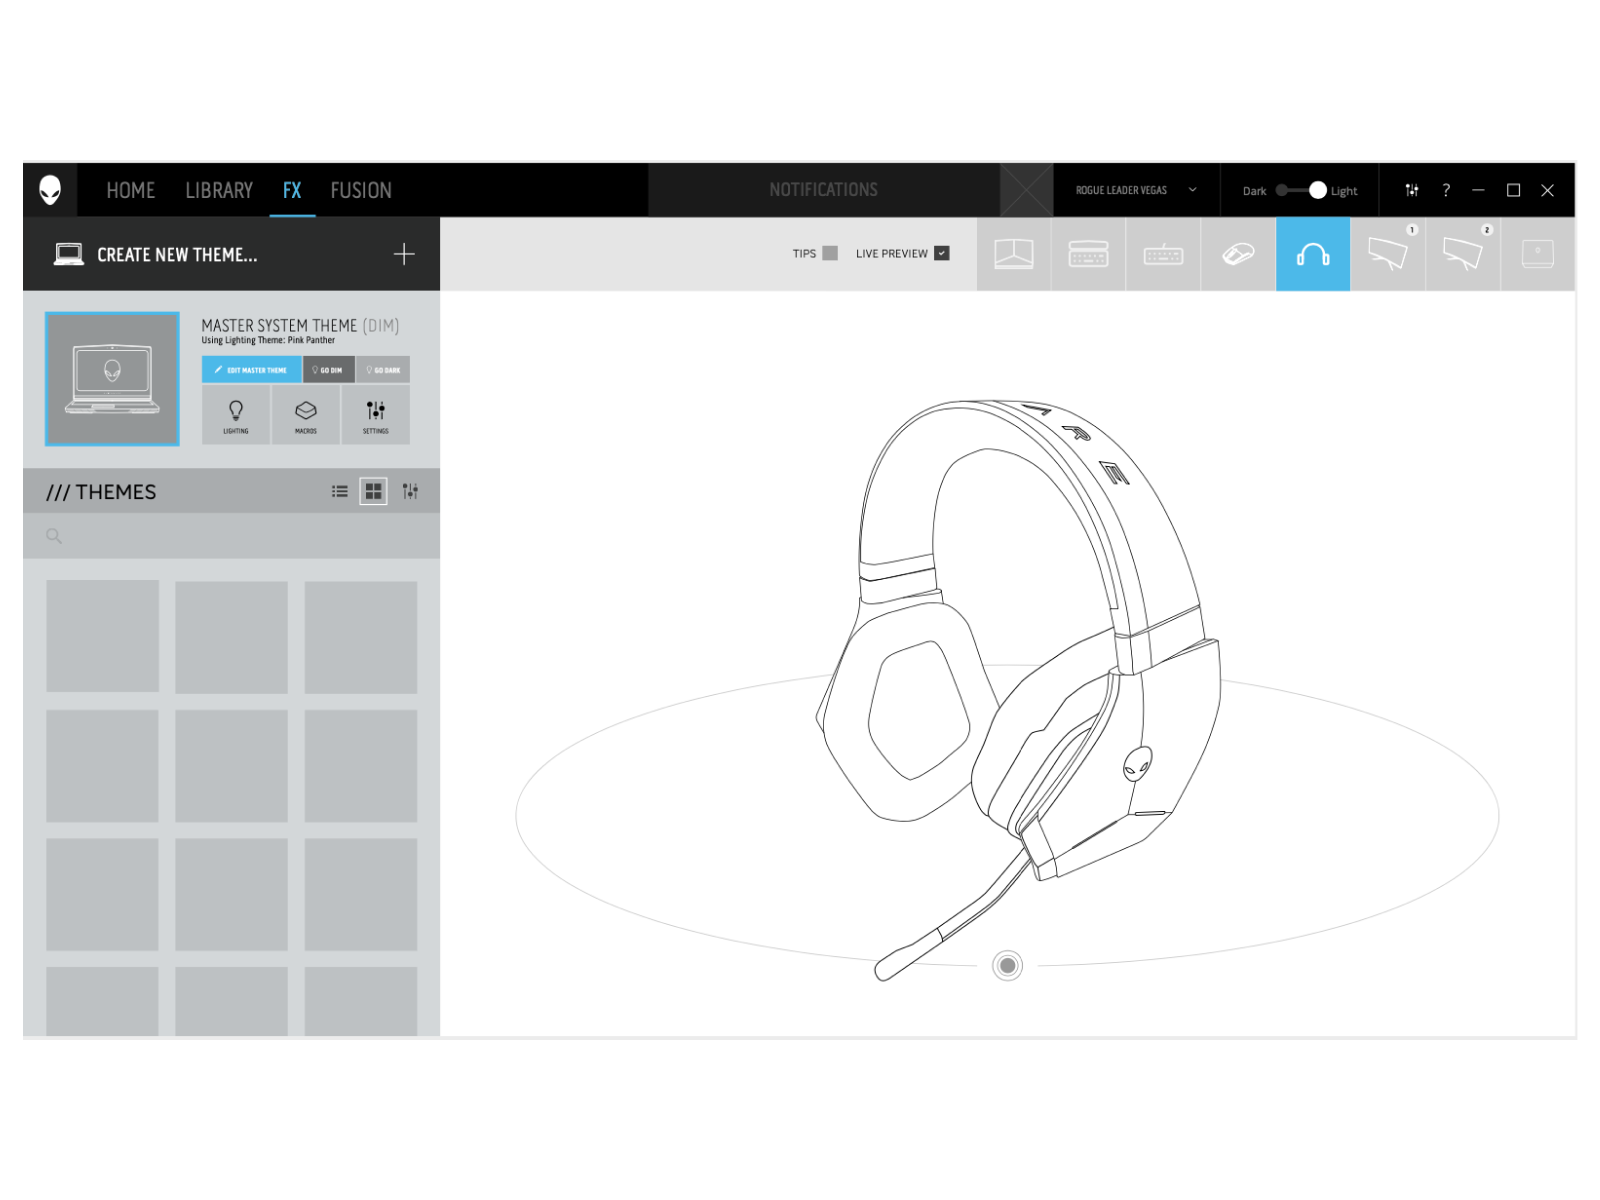 HOME LIBRARY FX FUSION NOTIFICATIONS ROGUE LEADER VEGAS Dark Light ?
CREATE NEW THEME...
TIPS LIVE PREVIEW 1 2
MASTER SYSTEM THEME (DIM)
Using Lighting Theme: Pink Panther
EDIT MASTER THEME GO DIM GO DARK
LIGHTING MACROS SETTINGS
/// THEMES